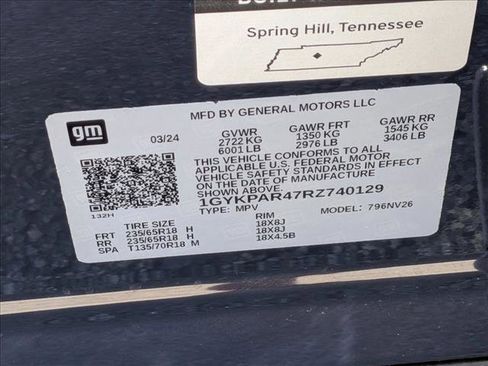 Spring Hill, Tennessee
MFD BY GENERAL MOTORS LLC
gm
03/24 GVWR GAWR FRT GAWR RR
2722 KG 1350 KG 1545 KG
6001 LB 2976 LB 3406 LB
THIS VEHICLE CONFORMS TO ALL
APPLICABLE U.S. FEDERAL MOTOR
VEHICLE SAFETY STANDARDS IN EFFECT
ON THE DATE OF MANUFACTURE
SHOWN ABOVE.
1GYKPAR47RZ740129
132H TYPE: MPV MODEL: 796NV26
TIRE SIZE RIM
FRT 235/65R18 H 18X8J
RR 235/65R18 H 18X8J
SPA T135/70R18 M 18X4.5B